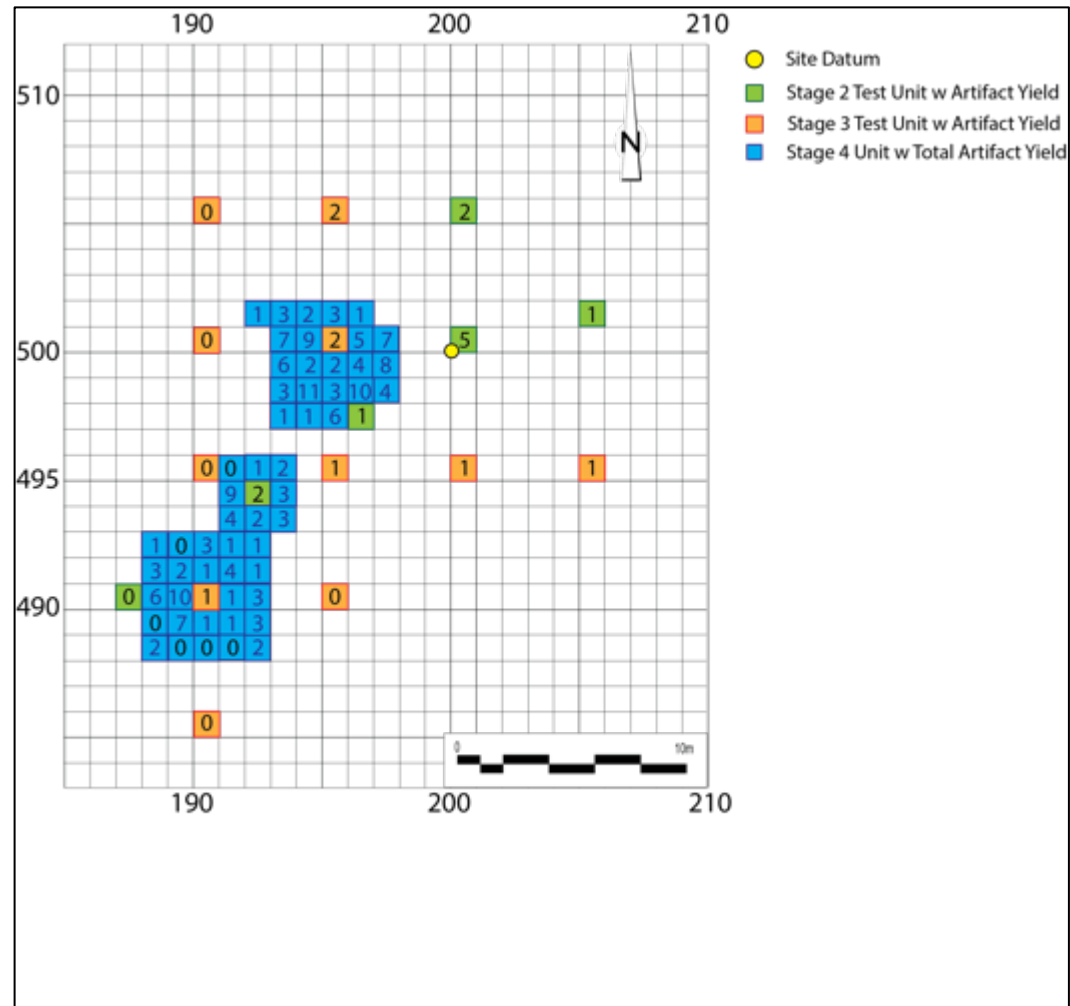 190 200 210
Site Datum
510 Stage 2 Test Unit w Artifact Yield
Stage 3 Test Unit w Artifact Yield
N Stage 4 Unit w Total Artifact Yield
0 2 2
1 3 2 3 1 1
0 7 9 2 5 7 5
500
6 2 2 4 8
3 11 3 10 4
1 1 6 1
0 0 1 2 1 1 1
495
9 2 3
4 2 3
1 0 3 1 1
3 2 1 4 1
0 6 10 1 1 3 0
490
0 7 1 1 3
2 0 0 0 2
0
0 10m
190 200 210